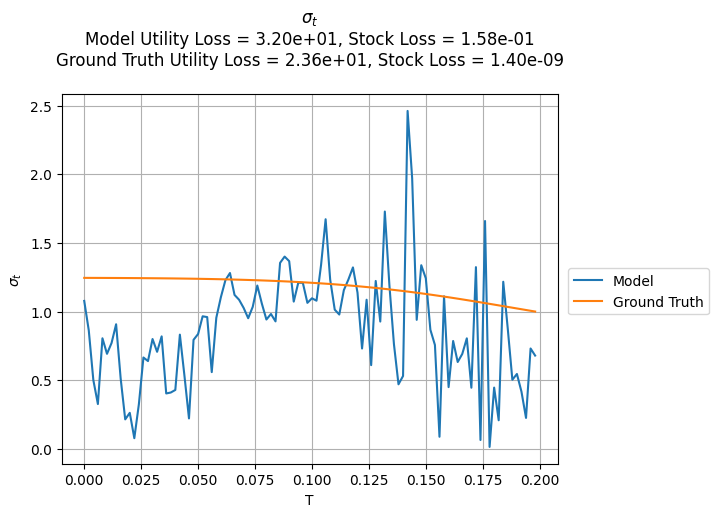 σt
Model Utility Loss = 3.20e+01, Stock Loss = 1.58e-01
Ground Truth Utility Loss = 2.36e+01, Stock Loss = 1.40e-09
2.5
2.0
1.5
1.0
0.5
0.0
σt
0.000 0.025 0.050 0.075 0.100 0.125 0.150 0.175 0.200
T
Model
Ground Truth